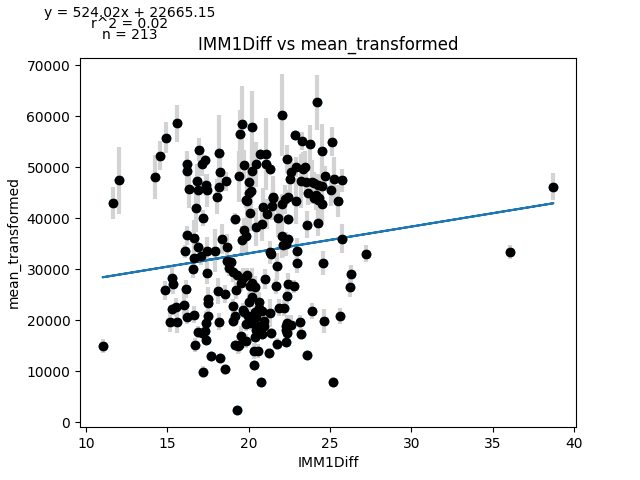 y = 524.02x + 22665.15
r^2 = 0.02
n = 213
IMM1Diff vs mean_transformed
70000
60000
50000
40000
30000
20000
10000
0
mean_transformed
10 15 20 25 30 35 40
IMM1Diff